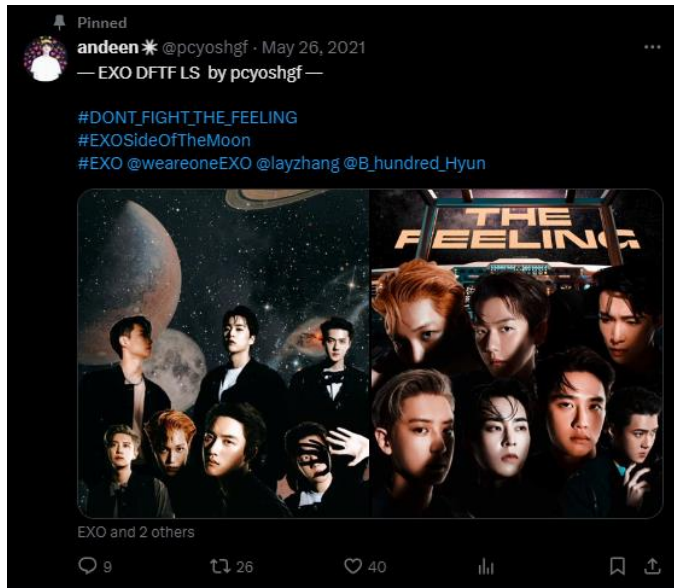 Pinned
andeen✷ @pcyoshgf · May 26, 2021
— EXO DFTF LS by pcyoshgf —
#DONT_FIGHT_THE_FEELING
#EXOSideOfTheMoon
#EXO @weareoneEXO @layzhang @B_hundred_Hyun
THE
FEELING
EXO and 2 others
9 26 40